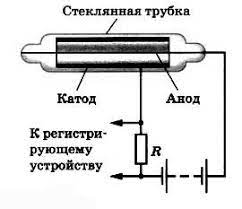 Стеклянная трубка
Катод
Анод
К регистри-
рующему
устройству
R